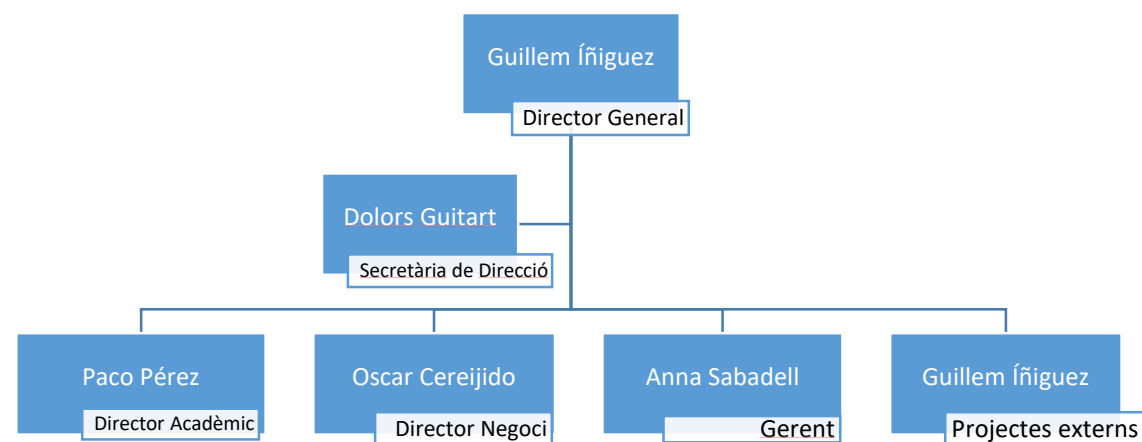 Guillem Íñiguez
Director General
Dolors Guitart
Secretària de Direcció
Paco Pérez
Director Acadèmic
Oscar Cereijido
Director Negoci
Anna Sabadell
Gerent
Guillem Íñiguez
Projectes externs